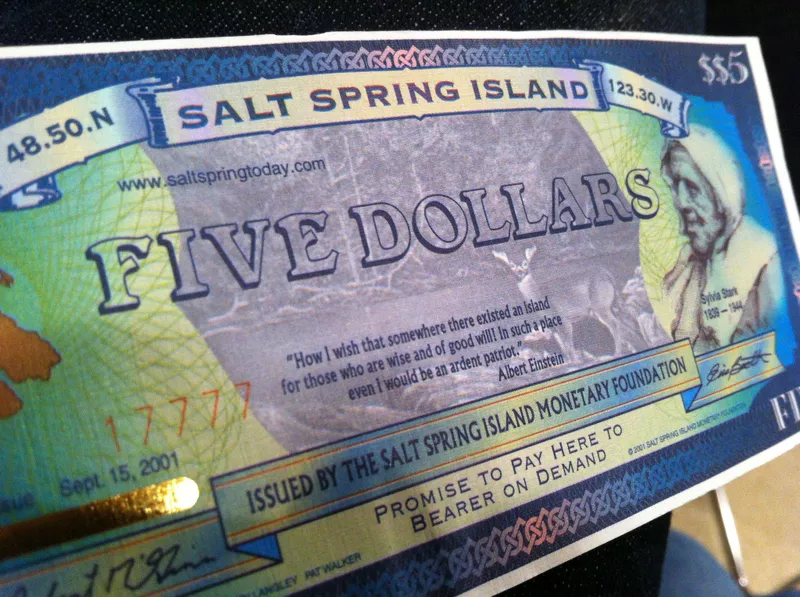 48.50.N
SALT SPRING ISLAND
123.30.W
$$5
www.saltspringtoday.com
FIVE DOLLARS
Sylvia Stark
1839 – 1944
"How I wish that somewhere there existed an island
for those who are wise and of good will! In such a place
even I would be an ardent patriot."
Albert Einstein
17777
Sept. 15, 2001
ISSUED BY THE SALT SPRING ISLAND MONETARY FOUNDATION
PROMISE TO PAY HERE TO
BEARER ON DEMAND
© 2001 SALT SPRING ISLAND MONETARY FOUNDATION
LANGLEY PAT WALKER